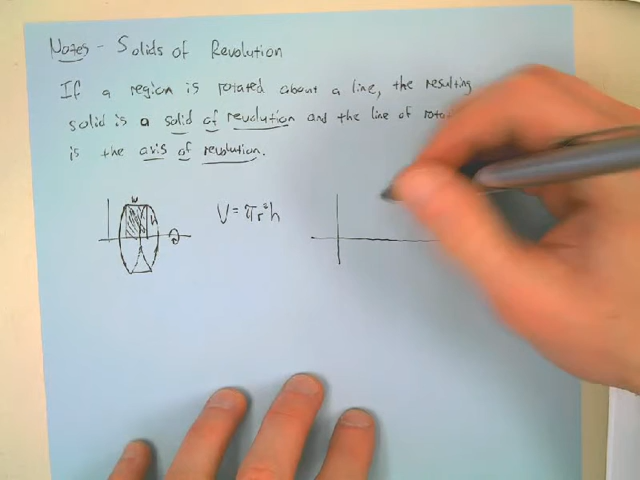 Notes - Solids of Revolution
If a region is rotated about a line, the resulting
solid is a solid of revolution and the line of rota
is the axis of revolution.
V = πr²h